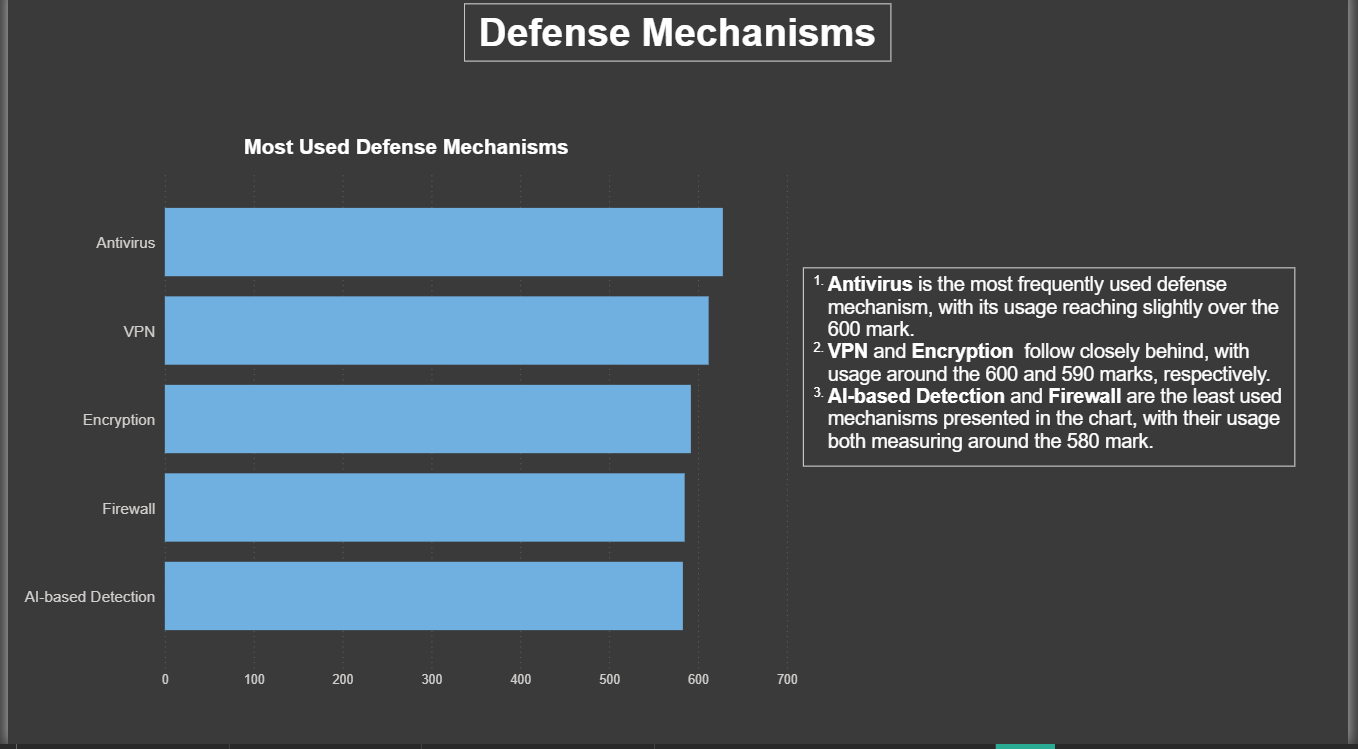 Defense Mechanisms
Most Used Defense Mechanisms
Antivirus
VPN
Encryption
Firewall
AI-based Detection
0 100 200 300 400 500 600 700
1. Antivirus is the most frequently used defense
mechanism, with its usage reaching slightly over the
600 mark.
2. VPN and Encryption  follow closely behind, with
usage around the 600 and 590 marks, respectively.
3. AI-based Detection and Firewall are the least used
mechanisms presented in the chart, with their usage
both measuring around the 580 mark.